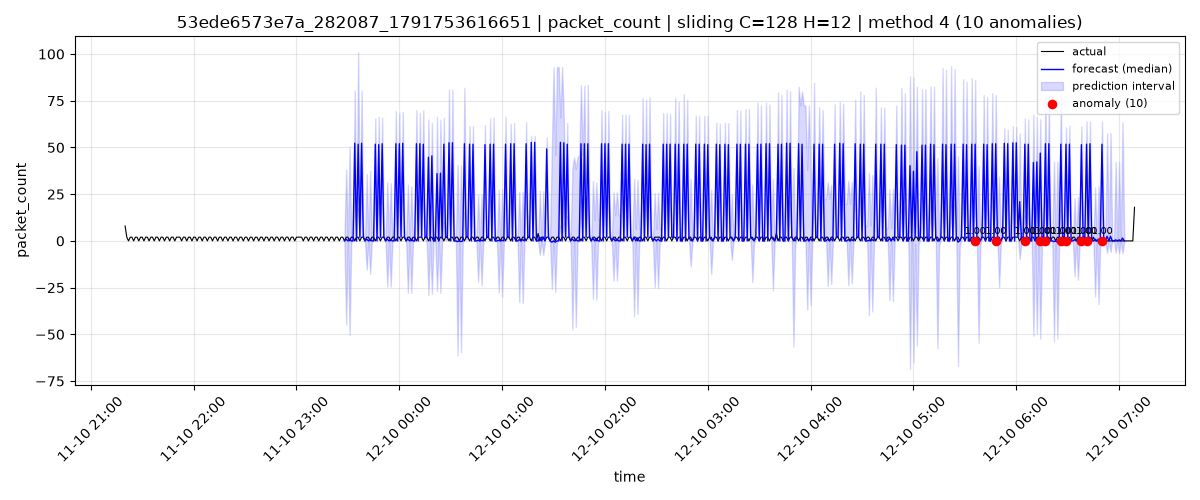 53ede6573e7a_282087_1791753616651 | packet_count | sliding C=128 H=12 | method 4 (10 anomalies)
actual
forecast (median)
prediction interval
anomaly (10)
packet_count
100
75
50
25
0
−25
−50
−75
11-10 21:00
11-10 22:00
11-10 23:00
12-10 00:00
12-10 01:00
12-10 02:00
12-10 03:00
12-10 04:00
12-10 05:00
12-10 06:00
12-10 07:00
time